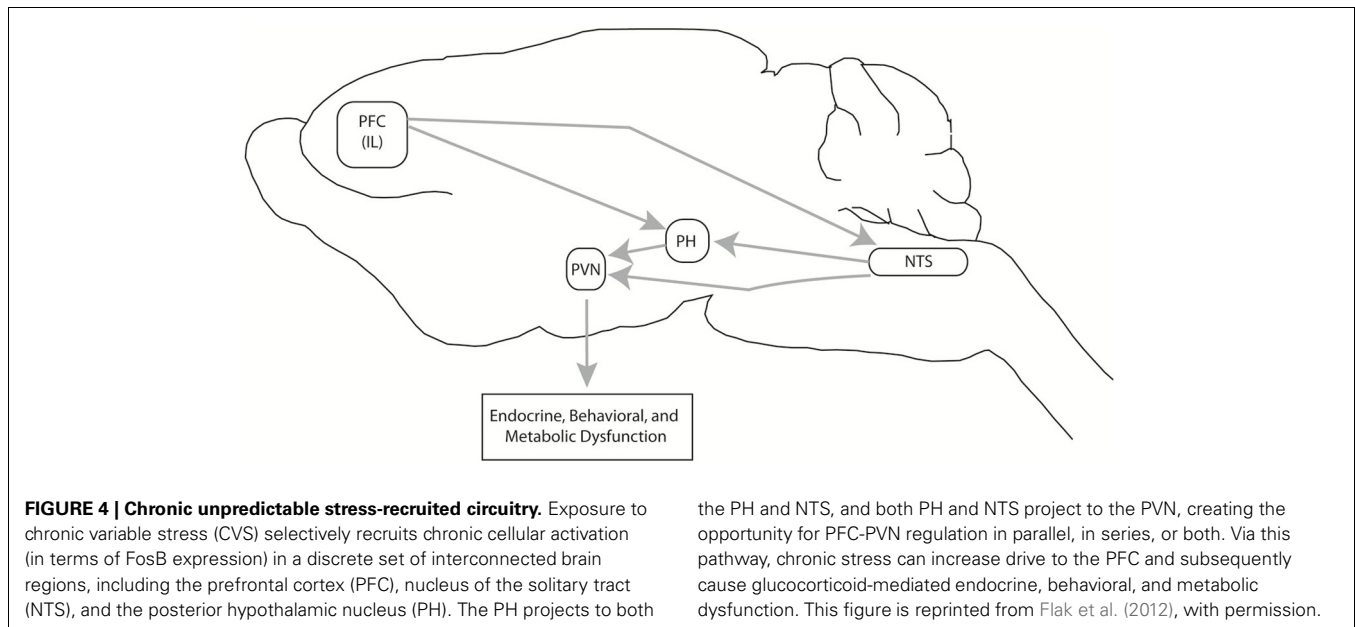 PFC
(IL)
PH
PVN
NTS
Endocrine, Behavioral, and
Metabolic Dysfunction
FIGURE 4 | Chronic unpredictable stress-recruited circuitry. Exposure to
chronic variable stress (CVS) selectively recruits chronic cellular activation
(in terms of FosB expression) in a discrete set of interconnected brain
regions, including the prefrontal cortex (PFC), nucleus of the solitary tract
(NTS), and the posterior hypothalamic nucleus (PH). The PH projects to both
the PH and NTS, and both PH and NTS project to the PVN, creating the
opportunity for PFC-PVN regulation in parallel, in series, or both. Via this
pathway, chronic stress can increase drive to the PFC and subsequently
cause glucocorticoid-mediated endocrine, behavioral, and metabolic
dysfunction. This figure is reprinted from Flak et al. (2012), with permission.